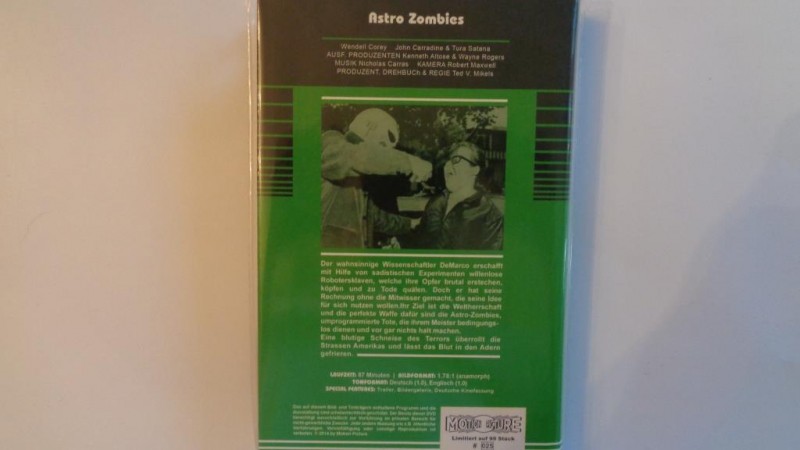 Astro Zombies
Wendell Corey John Carradine & Tura Satana
AUSF. PRODUZENTEN Kenneth Altose & Wayne Rogers
MUSIK Nicholas Carras KAMERA Robert Maxwell
PRODUZENT, DREHBUCH & REGIE Ted V. Mikels
Der wahnsinnige Wissenschaftler DeMarco erschafft
mit Hilfe von sadistischen Experimenten willenlose
Robotersklaven, welche ihre Opfer brutal erstechen,
köpfen und zu Tode quälen. Doch er hat seine
Rechnung ohne die Mitwisser gemacht, die seine Idee
für sich nutzen wollen.Ihr Ziel ist die Weltherrschaft
und die perfekte Waffe dafür sind die Astro-Zombies,
umprogrammierte Tote, die ihrem Meister bedingungs-
los dienen und vor gar nichts halt machen.
Eine blutige Schneise des Terrors überrollt die
Strassen Amerikas und lässt das Blut in den Adern
gefrieren.
LAUFZEIT: 87 Minuten | BILDFORMAT: 1.78:1 (anamorph)
TONFORMAT: Deutsch (1.0), Englisch (1.0)
SPECIAL FEATURES: Trailer, Bildergalerie, Deutsche Kinofassung
Limitiert auf 66 Stück